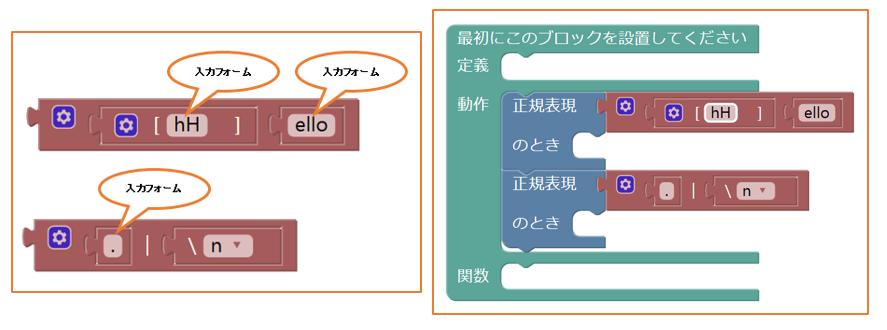 入力フォーム 入力フォーム
[ hH ] ello
入力フォーム
. | \ n
最初にこのブロックを設置してください
定義
動作 正規表現 [ hH ] ello
のとき
正規表現 . | \ n
のとき
関数